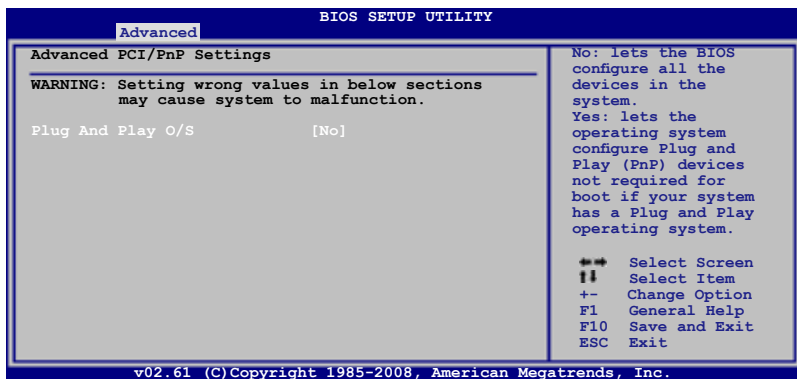 BIOS SETUP UTILITY
Advanced
Advanced PCI/PnP Settings
WARNING: Setting wrong values in below sections
may cause system to malfunction.
Plug And Play O/S [No]
No: lets the BIOS
configure all the
devices in the
system.
Yes: lets the
operating system
configure Plug and
Play (PnP) devices
not required for
boot if your system
has a Plug and Play
operating system.
←→ Select Screen
↑↓ Select Item
+- Change Option
F1 General Help
F10 Save and Exit
ESC Exit
v02.61 (C)Copyright 1985-2008, American Megatrends, Inc.